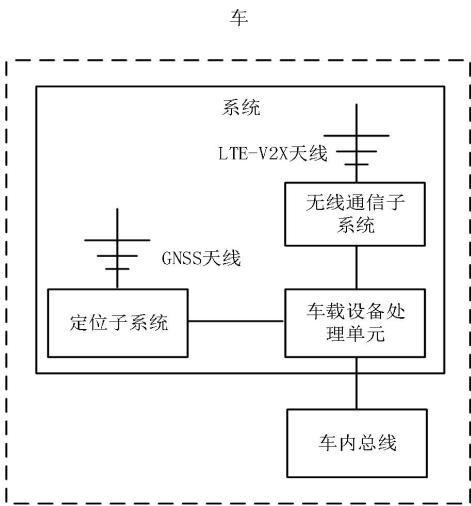 车
系统
LTE-V2X天线
无线通信子
系统
GNSS天线
定位子系统
车载设备处
理单元
车内总线